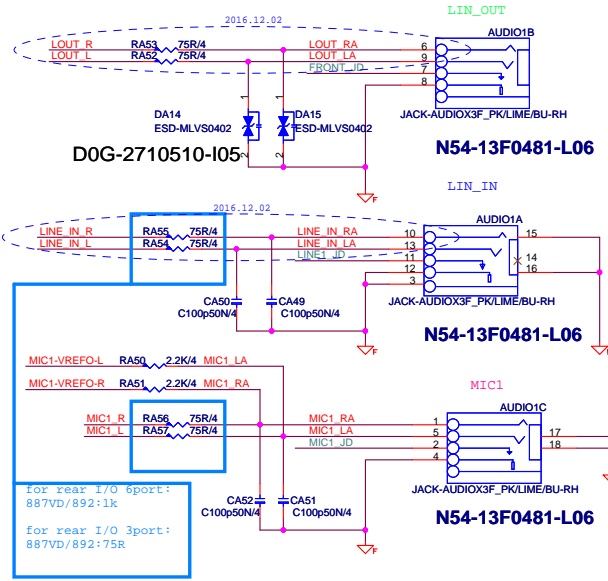 LIN_OUT
2016.12.02
AUDIO1B
LOUT_R RA53 75R/4 LOUT_RA 6
LOUT_L RA52 75R/4 LOUT_LA 9
FRONT_JD 7
8
1 1
DA14 DA15
ESD-MLVS0402 ESD-MLVS0402
JACK-AUDIOX3F_PK/LIME/BU-RH
D0G-2710510-I05
2 2
N54-13F0481-L06
F
LIN_IN
2016.12.02
AUDIO1A
LINE_IN_R RA55 75R/4 LINE_IN_RA 10 15
LINE_IN_L RA54 75R/4 LINE_IN_LA 13
LINE1_JD 11 14
12 16
3
CA50 CA49
C100p50N/4 C100p50N/4
JACK-AUDIOX3F_PK/LIME/BU-RH
N54-13F0481-L06
F F
MIC1-VREFO-L RA50 2.2K/4 MIC1_LA
MIC1-VREFO-R RA51 2.2K/4 MIC1_RA
MIC1
AUDIO1C
MIC1_R RA56 75R/4 MIC1_RA 1
MIC1_L RA57 75R/4 MIC1_LA 5 17
MIC1_JD 2 18
4
for rear I/O 6port:
887VD/892:1k
for rear I/O 3port:
887VD/892:75R
CA52 CA51
C100p50N/4 C100p50N/4
JACK-AUDIOX3F_PK/LIME/BU-RH
N54-13F0481-L06
F